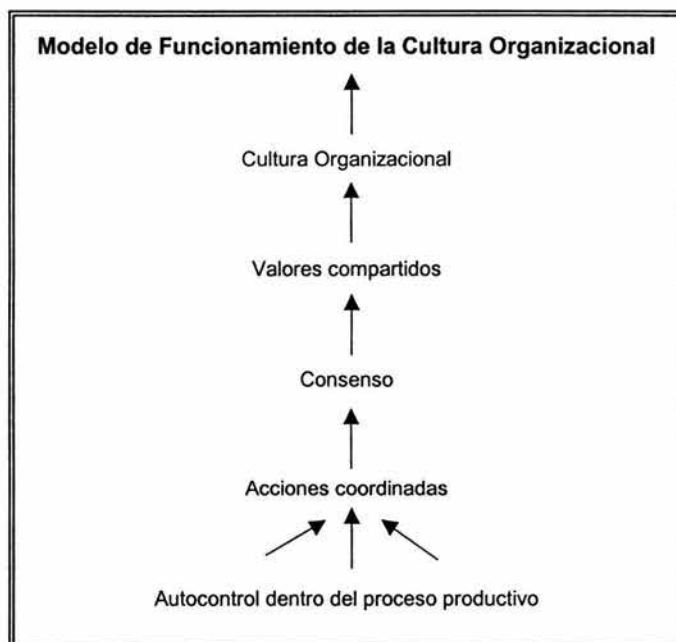 Modelo de Funcionamiento de la Cultura Organizacional
Cultura Organizacional
Valores compartidos
Consenso
Acciones coordinadas
Autocontrol dentro del proceso productivo